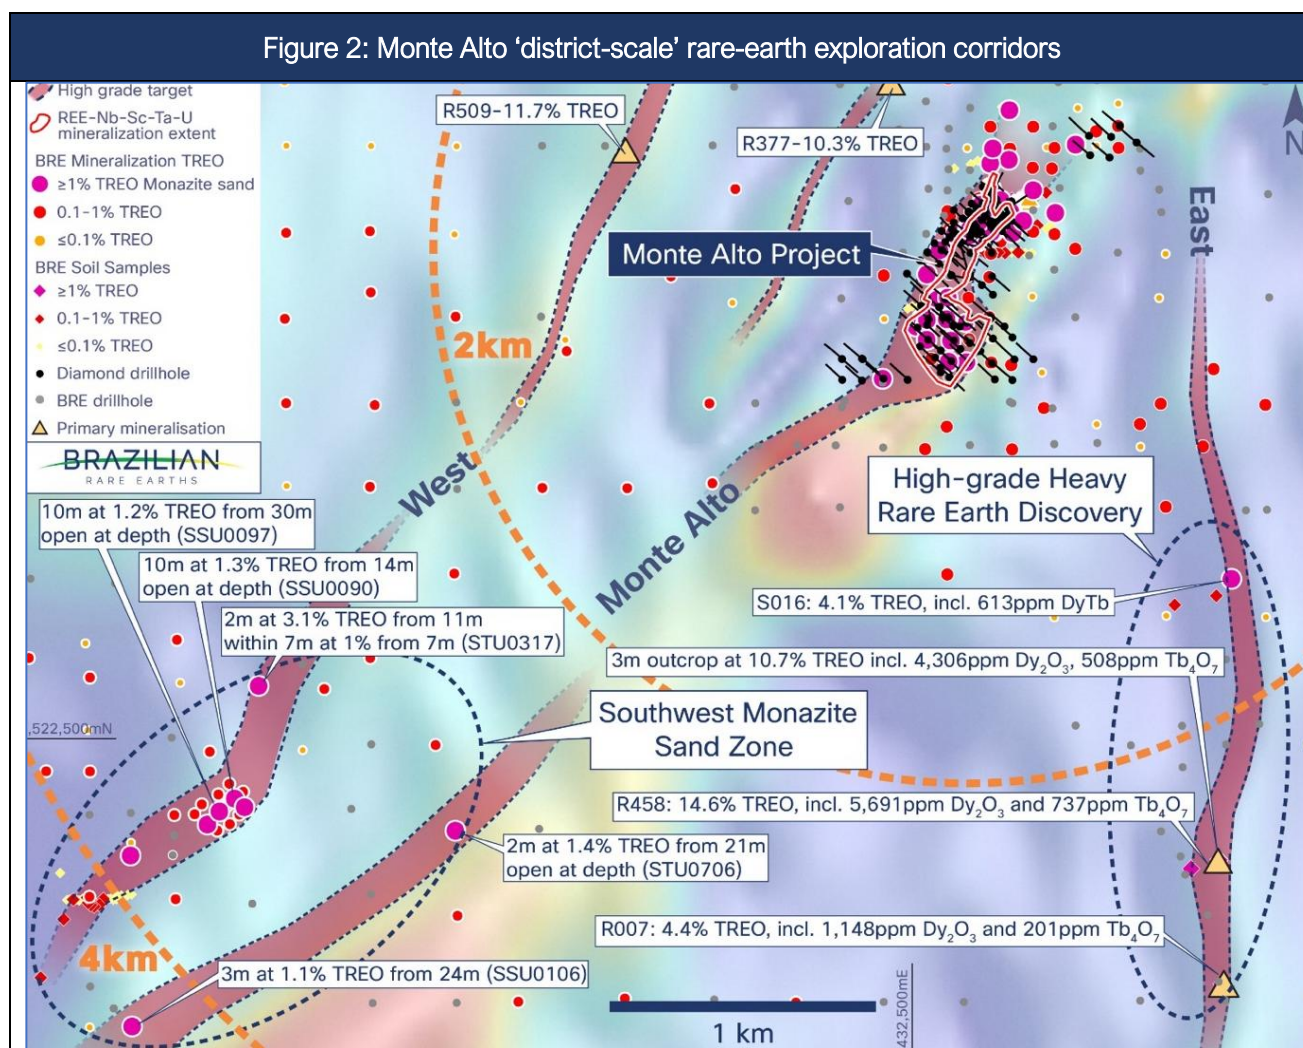 Figure 2: Monte Alto ‘district-scale’ rare-earth exploration corridors
High grade target
REE-Nb-Sc-Ta-U
mineralization extent
BRE Mineralization TREO
≥1% TREO Monazite sand
0.1-1% TREO
≤0.1% TREO
BRE Soil Samples
≥1% TREO
0.1-1% TREO
≤0.1% TREO
Diamond drillhole
BRE drillhole
Primary mineralisation
BRAZILIAN
RARE EARTHS
R509-11.7% TREO
R377-10.3% TREO
N
East
Monte Alto Project
2km
West
Monte Alto
High-grade Heavy
Rare Earth Discovery
10m at 1.2% TREO from 30m
open at depth (SSU0097)
10m at 1.3% TREO from 14m
open at depth (SSU0090)
2m at 3.1% TREO from 11m
within 7m at 1% from 7m (STU0317)
S016: 4.1% TREO, incl. 613ppm DyTb
3m outcrop at 10.7% TREO incl. 4,306ppm Dy₂O₃, 508ppm Tb₄O₇
Southwest Monazite
Sand Zone
,522,500mN
R458: 14.6% TREO, incl. 5,691ppm Dy₂O₃ and 737ppm Tb₄O₇
2m at 1.4% TREO from 21m
open at depth (STU0706)
R007: 4.4% TREO, incl. 1,148ppm Dy₂O₃ and 201ppm Tb₄O₇
4km
3m at 1.1% TREO from 24m (SSU0106)
432,500mE
1 km